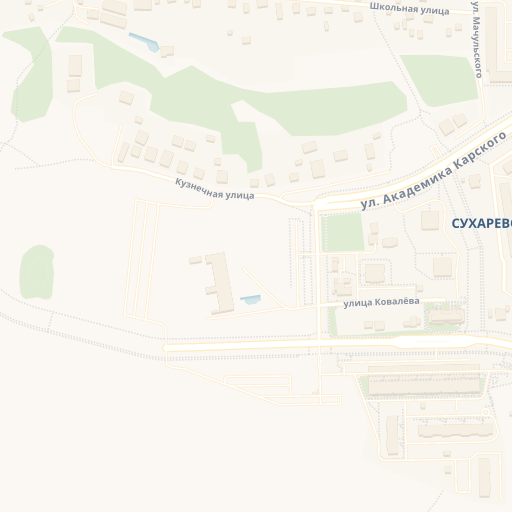 Школьная улица
ул. Мачульского
ул. Академика Карского
Кузнечная улица
СУХАРЕВО
улица Ковалёва